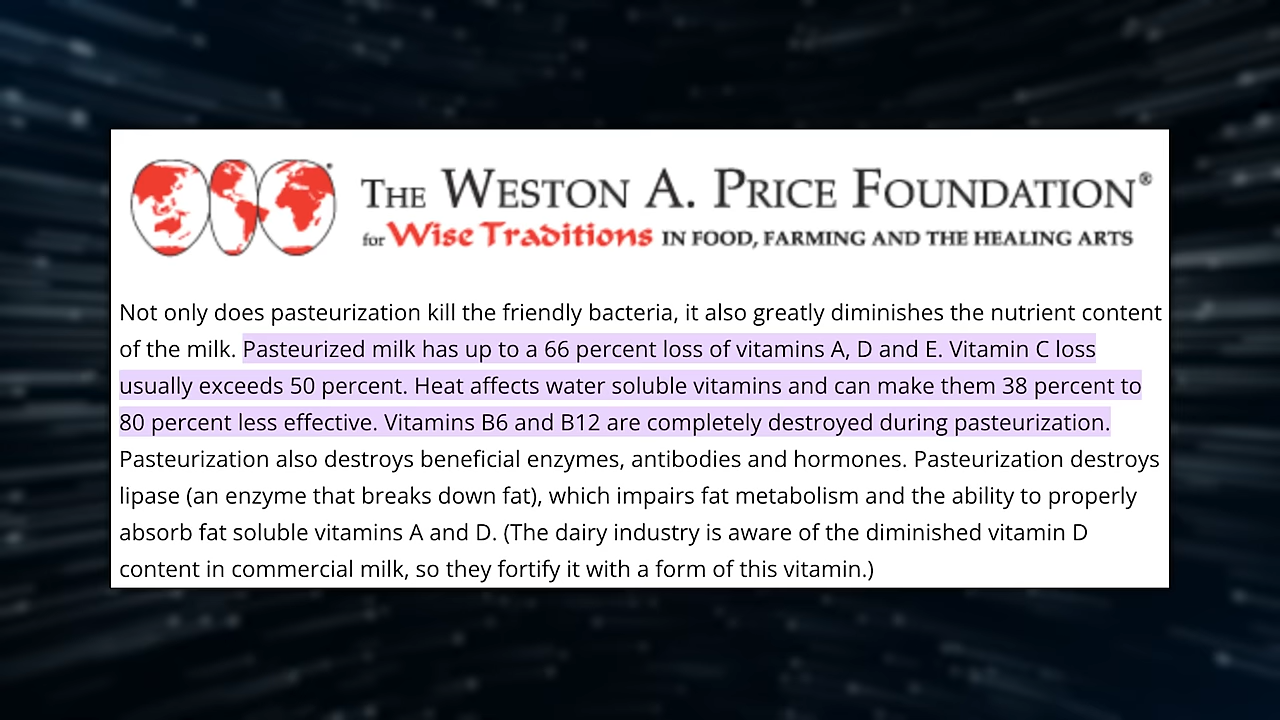 THE WESTON A. PRICE FOUNDATION®
for Wise Traditions IN FOOD, FARMING AND THE HEALING ARTS
Not only does pasteurization kill the friendly bacteria, it also greatly diminishes the nutrient content
of the milk. Pasteurized milk has up to a 66 percent loss of vitamins A, D and E. Vitamin C loss
usually exceeds 50 percent. Heat affects water soluble vitamins and can make them 38 percent to
80 percent less effective. Vitamins B6 and B12 are completely destroyed during pasteurization.
Pasteurization also destroys beneficial enzymes, antibodies and hormones. Pasteurization destroys
lipase (an enzyme that breaks down fat), which impairs fat metabolism and the ability to properly
absorb fat soluble vitamins A and D. (The dairy industry is aware of the diminished vitamin D
content in commercial milk, so they fortify it with a form of this vitamin.)